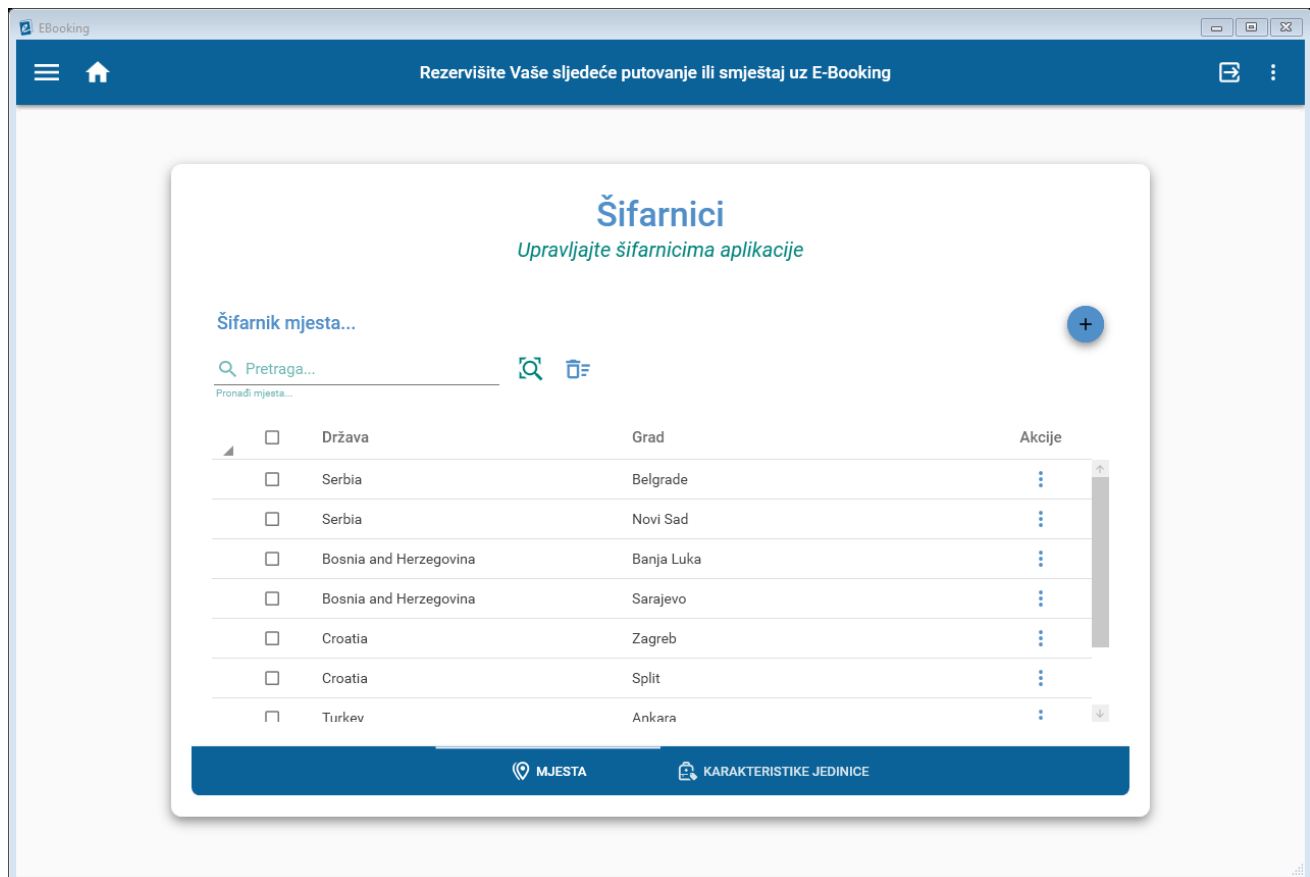 EBooking
Rezervišite Vaše sljedeće putovanje ili smještaj uz E-Booking
Šifarnici
Upravljajte šifarnicima aplikacije
Šifarnik mjesta...
Pretraga...
Pronađi mjesta...
Država Grad Akcije
Serbia Belgrade
Serbia Novi Sad
Bosnia and Herzegovina Banja Luka
Bosnia and Herzegovina Sarajevo
Croatia Zagreb
Croatia Split
Turkey Ankara
MJESTA KARAKTERISTIKE JEDINICE